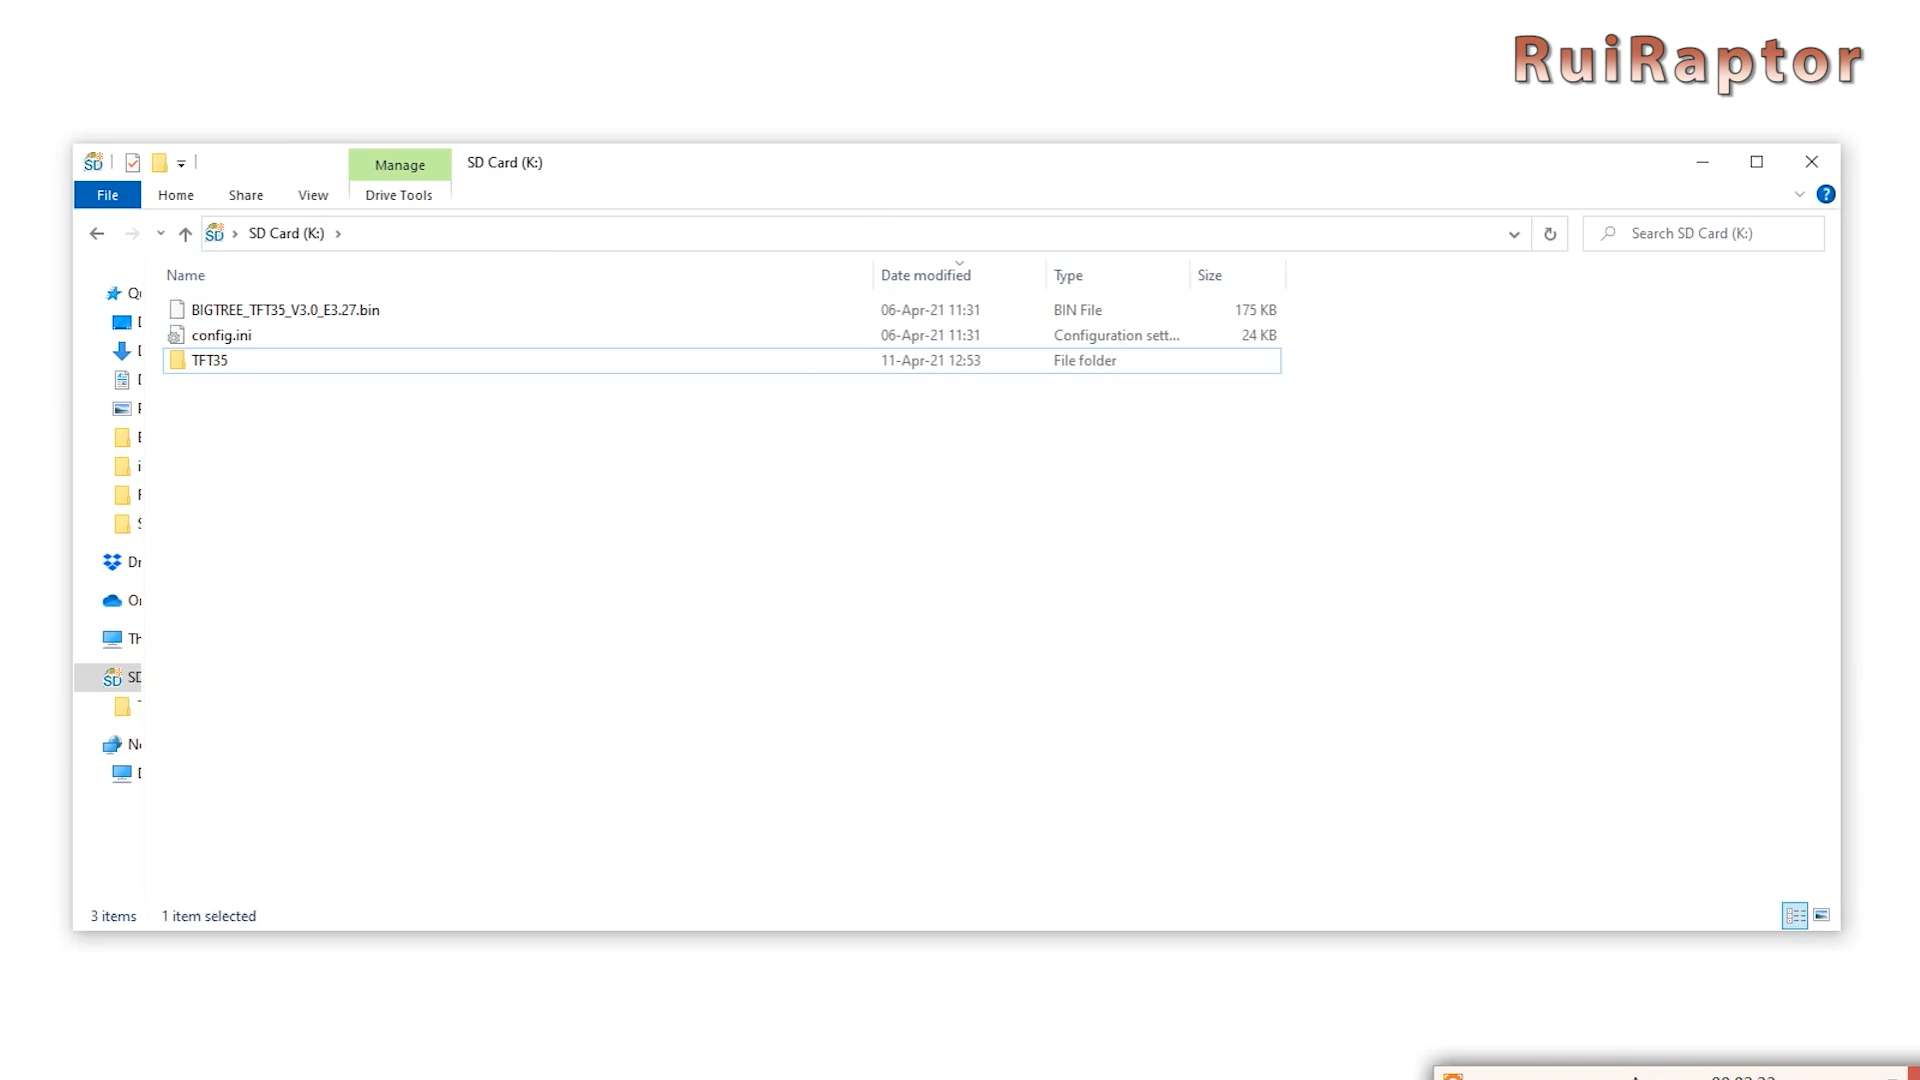 RuiRaptor
Manage SD Card (K:)
File Home Share View Drive Tools
SD Card (K:) Search SD Card (K:)
Name Date modified Type Size
BIGTREE_TFT35_V3.0_E3.27.bin 06-Apr-21 11:31 BIN File 175 KB
config.ini 06-Apr-21 11:31 Configuration sett... 24 KB
TFT35 11-Apr-21 12:53 File folder
SD
3 items 1 item selected